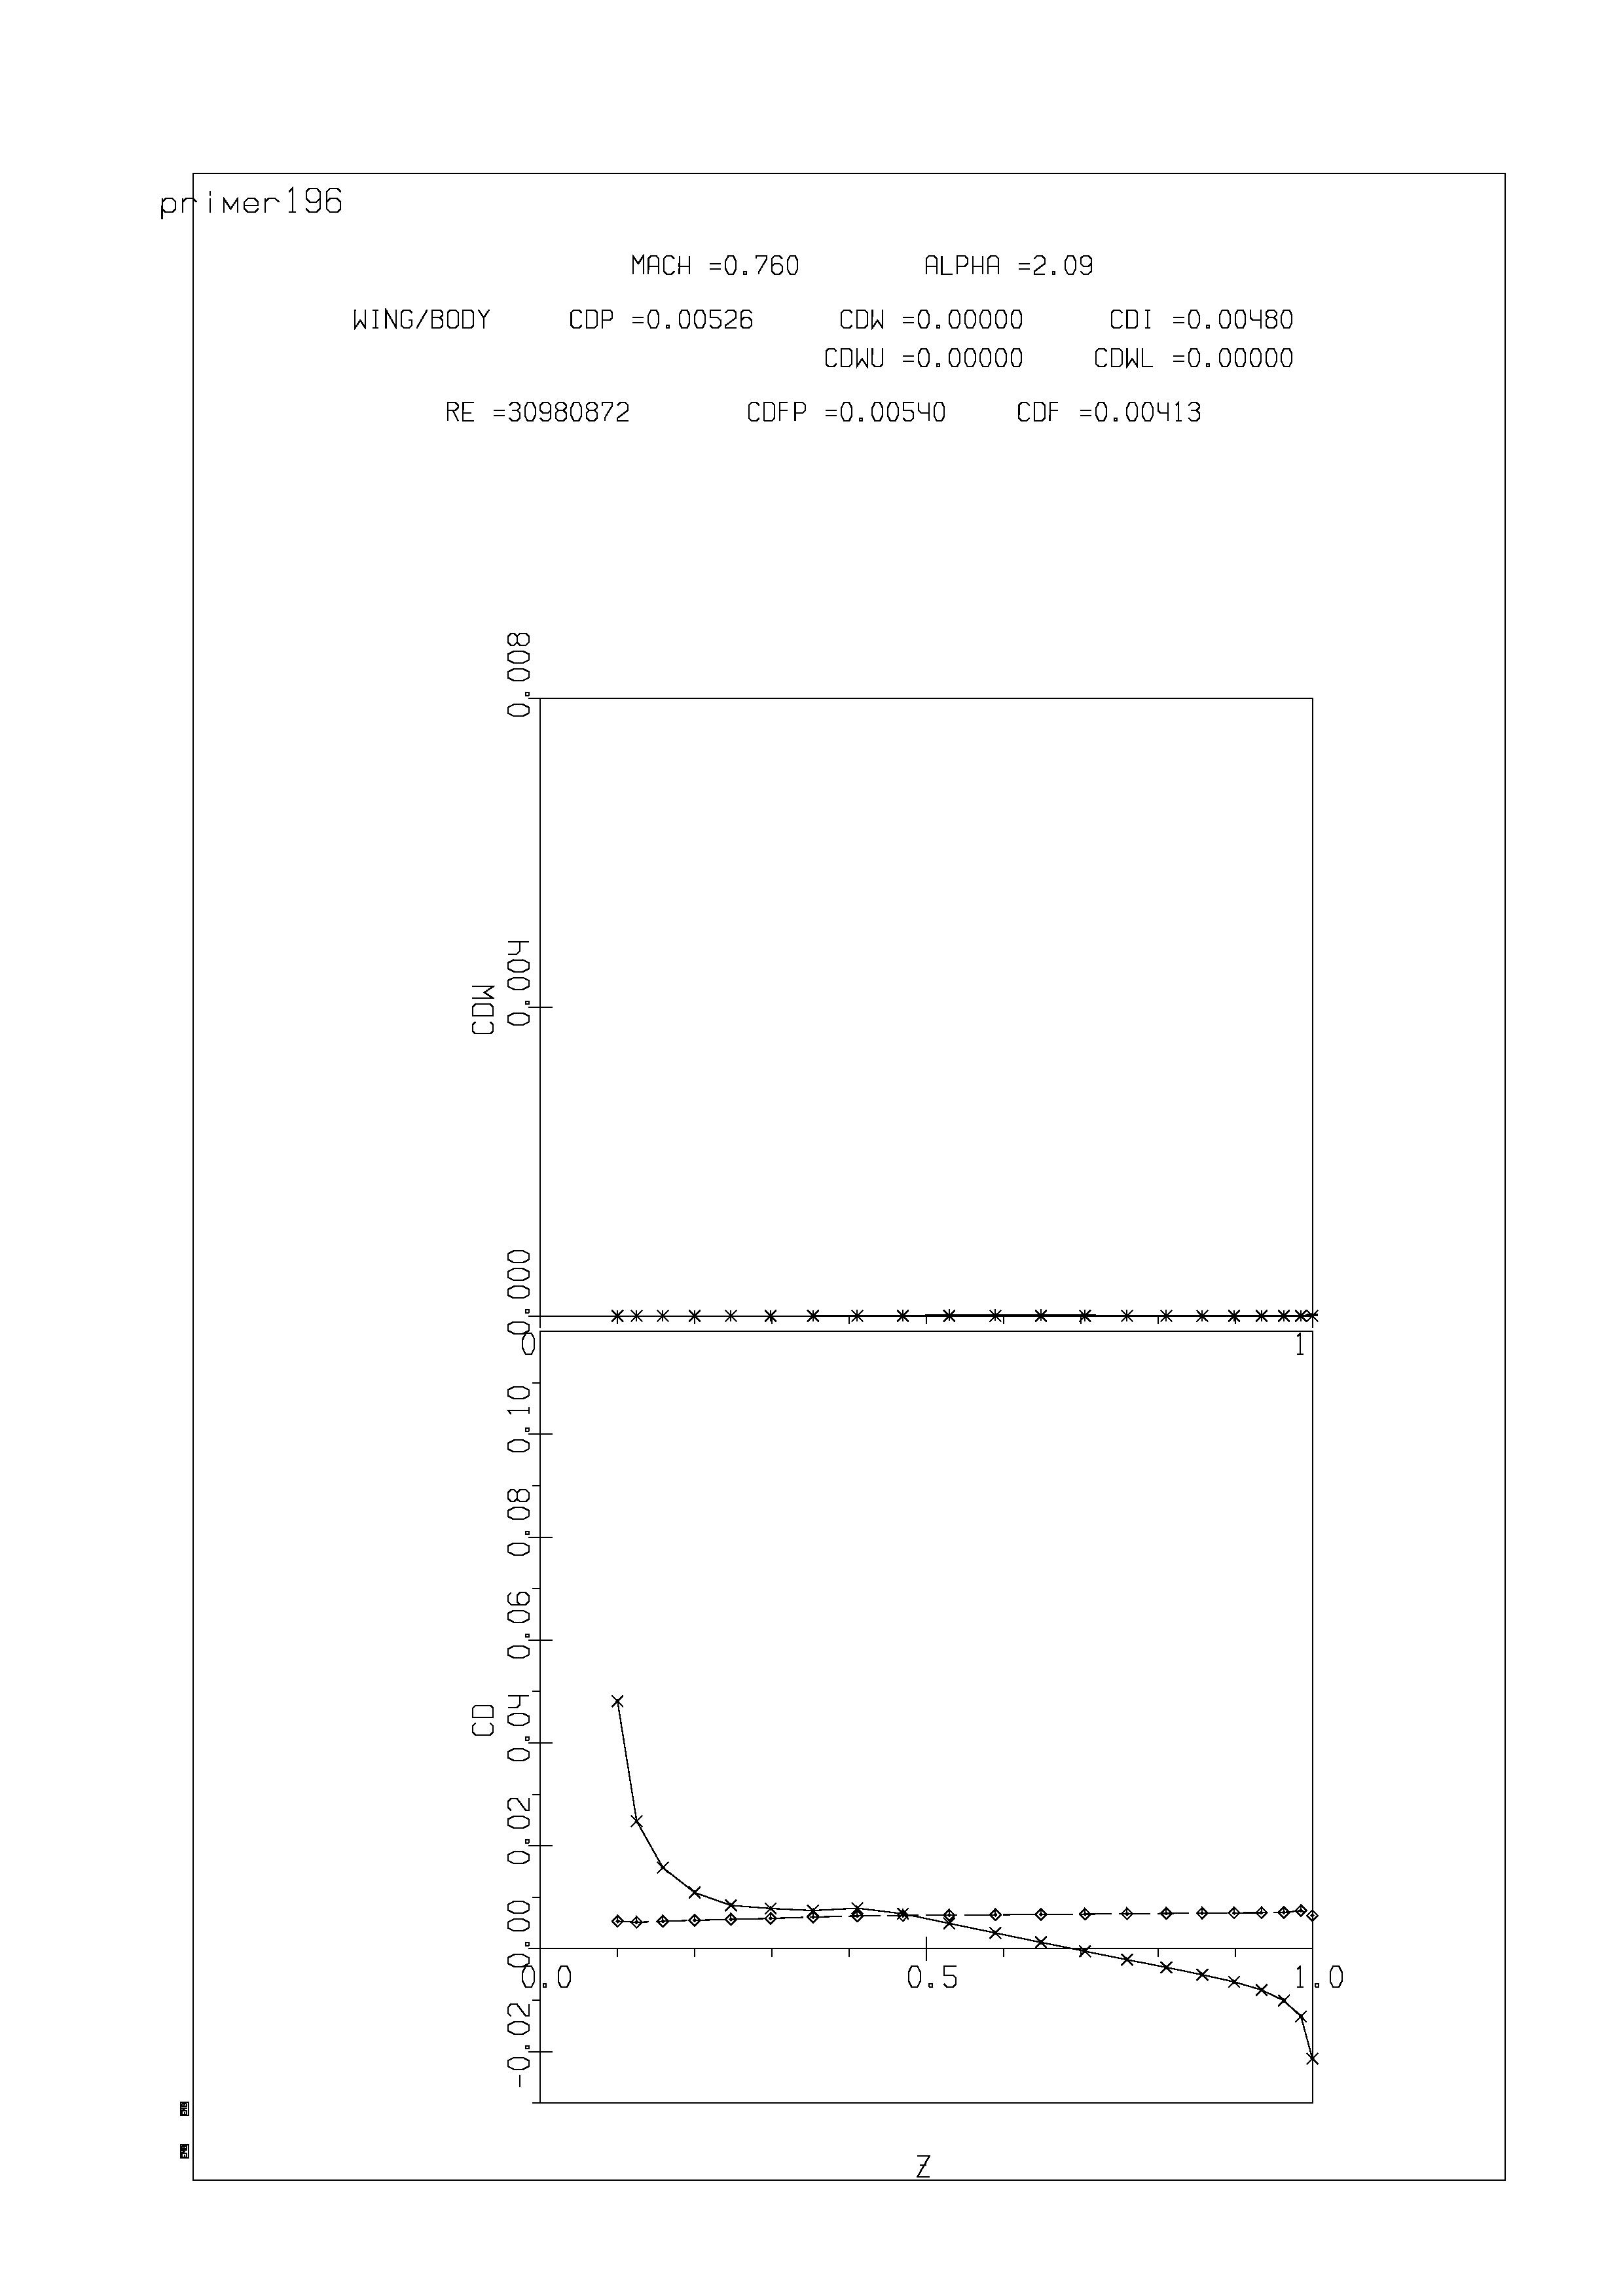 primer196
MACH =0.760 ALPHA =2.09
WING/BODY CDP =0.00526 CDW =0.00000 CDI =0.00480
CDWU =0.00000 CDWL =0.00000
RE =30980872 CDFP =0.00540 CDF =0.00413
0.008
0.004
CDW
0.000
0 1
0.10
0.08
0.06
0.04
CD
0.02
0.00
0.0 0.5 1.0
-0.02
Z